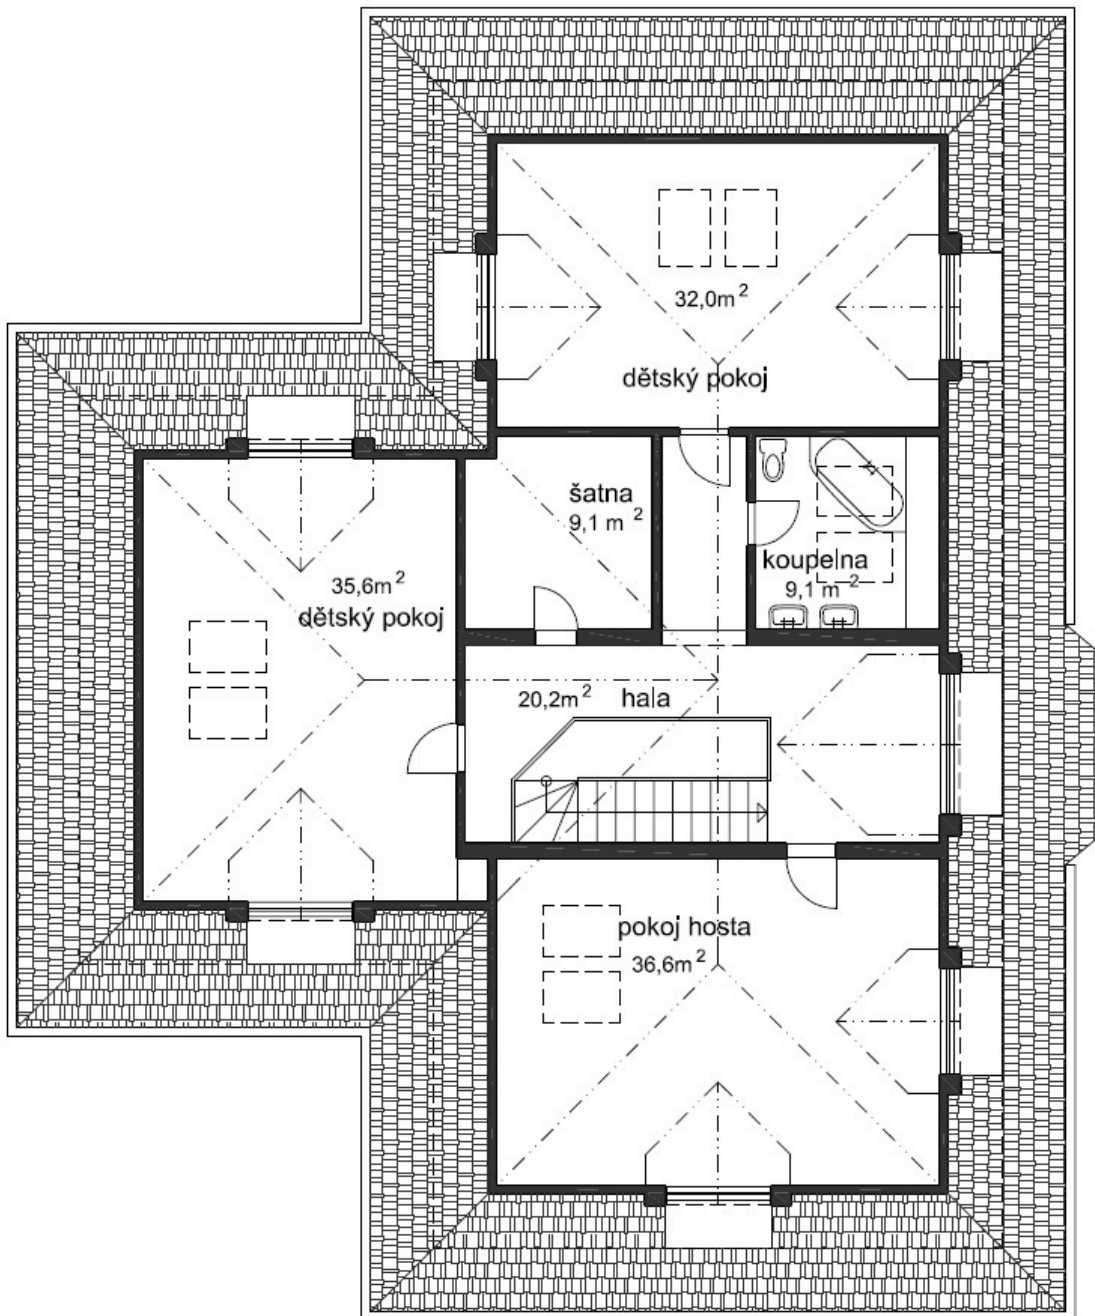 32,0m²
dětský pokoj
šatna
9,1 m²
koupelna
9,1 m²
35,6m²
dětský pokoj
20,2m² hala
pokoj hosta
36,6m²